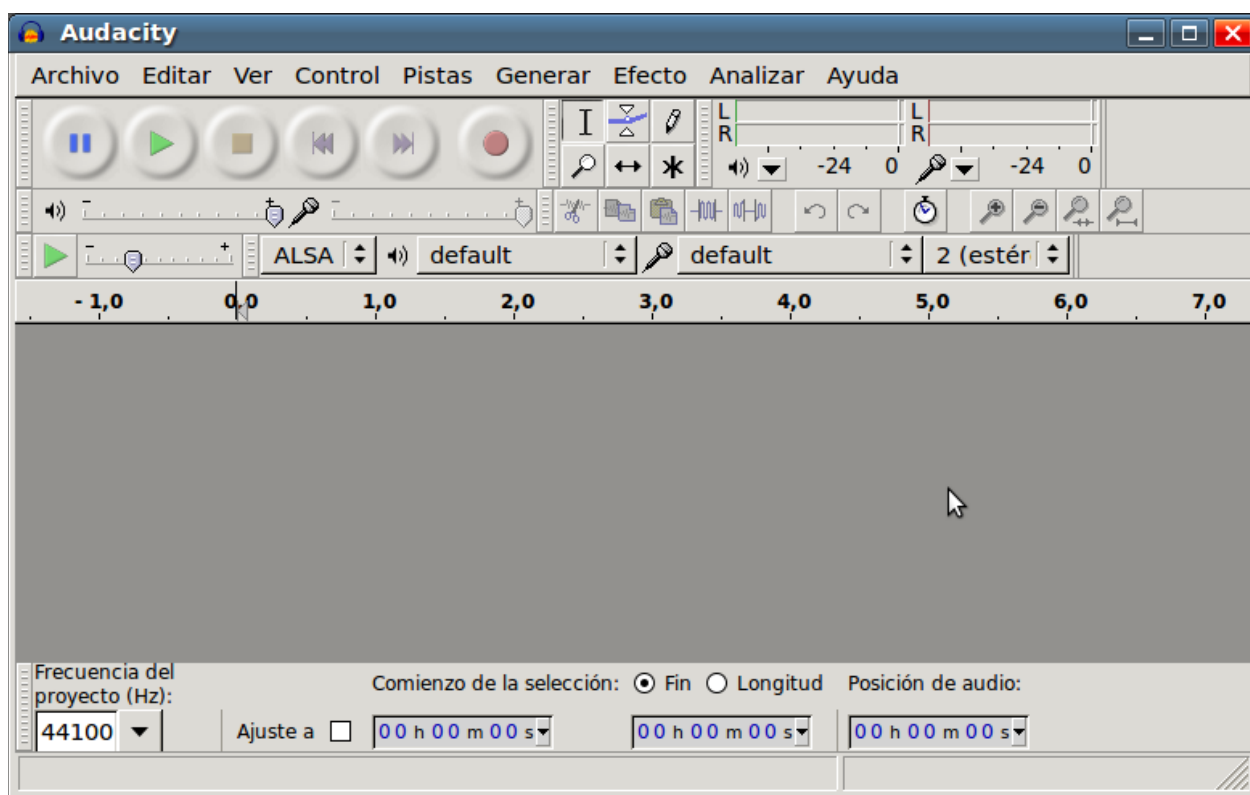 Audacity
Archivo Editar Ver Control Pistas Generar Efecto Analizar Ayuda
L L
R R
-24 0 -24 0
ALSA default default 2 (estér
- 1,0 0,0 1,0 2,0 3,0 4,0 5,0 6,0 7,0
Frecuencia del
proyecto (Hz):
Comienzo de la selección: Fin Longitud Posición de audio:
44100 Ajuste a 00 h 00 m 00 s 00 h 00 m 00 s 00 h 00 m 00 s